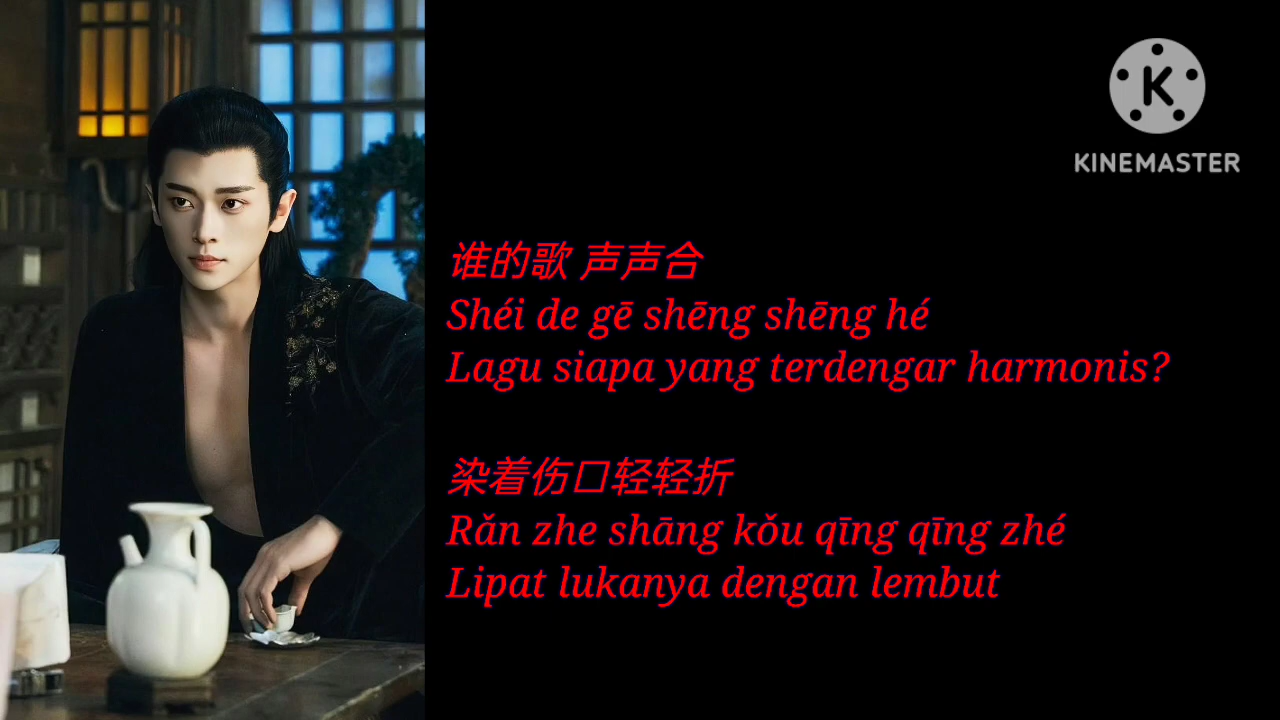 KINEMASTER
谁的歌 声声合
Shéi de gē shēng shēng hé
Lagu siapa yang terdengar harmonis?
染着伤口轻轻折
Rǎn zhe shāng kǒu qīng qīng zhé
Lipat lukanya dengan lembut